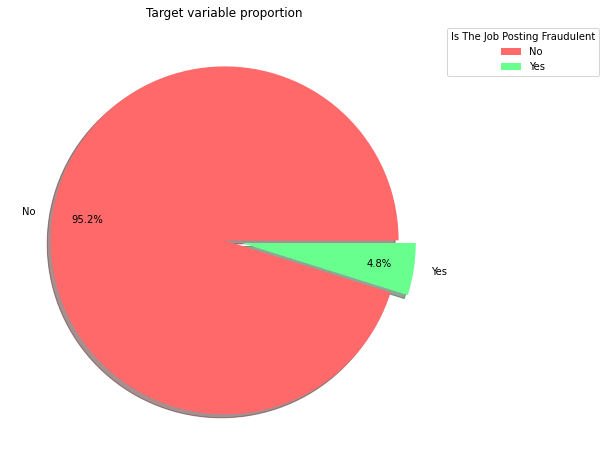 Target variable proportion
Is The Job Posting Fraudulent
No
Yes
No
95.2%
4.8%
Yes